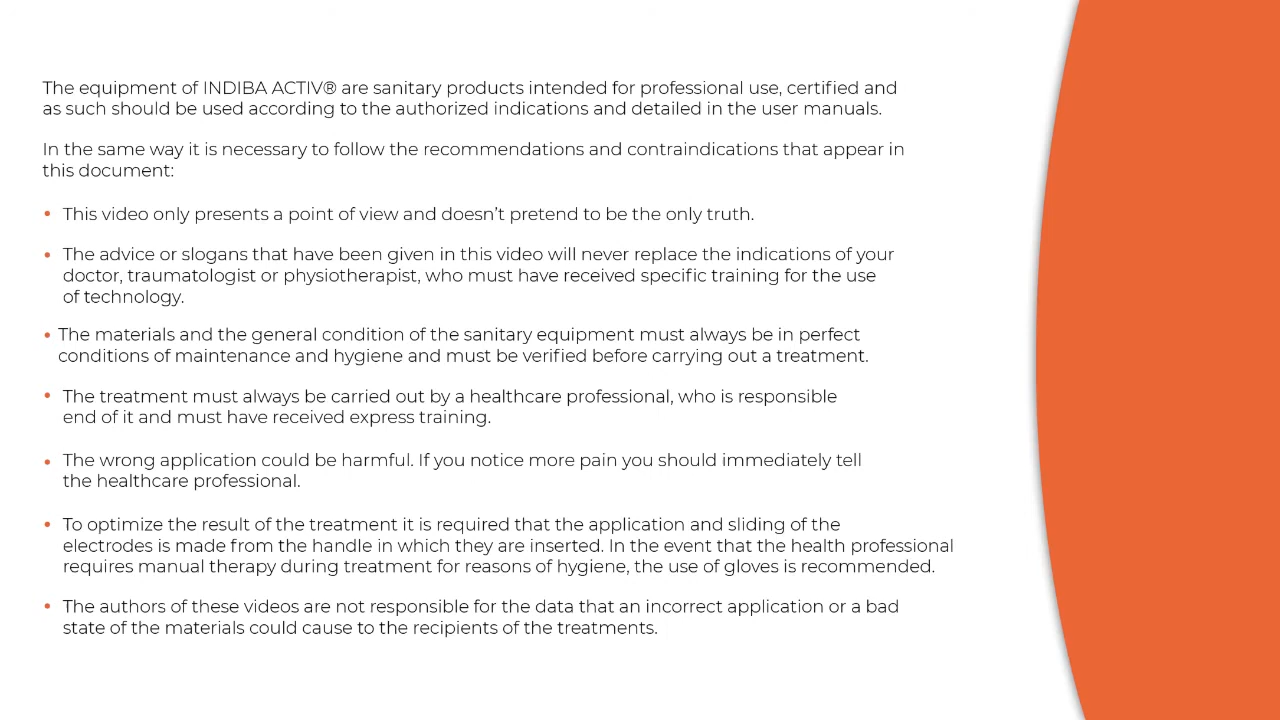 The equipment of INDIBA ACTIV® are sanitary products intended for professional use, certified and
as such should be used according to the authorized indications and detailed in the user manuals.
In the same way it is necessary to follow the recommendations and contraindications that appear in
this document:
• This video only presents a point of view and doesn't pretend to be the only truth.
• The advice or slogans that have been given in this video will never replace the indications of your
doctor, traumatologist or physiotherapist, who must have received specific training for the use
of technology.
• The materials and the general condition of the sanitary equipment must always be in perfect
conditions of maintenance and hygiene and must be verified before carrying out a treatment.
• The treatment must always be carried out by a healthcare professional, who is responsible
end of it and must have received express training.
• The wrong application could be harmful. If you notice more pain you should immediately tell
the healthcare professional.
• To optimize the result of the treatment it is required that the application and sliding of the
electrodes is made from the handle in which they are inserted. In the event that the health professional
requires manual therapy during treatment for reasons of hygiene, the use of gloves is recommended.
• The authors of these videos are not responsible for the data that an incorrect application or a bad
state of the materials could cause to the recipients of the treatments.